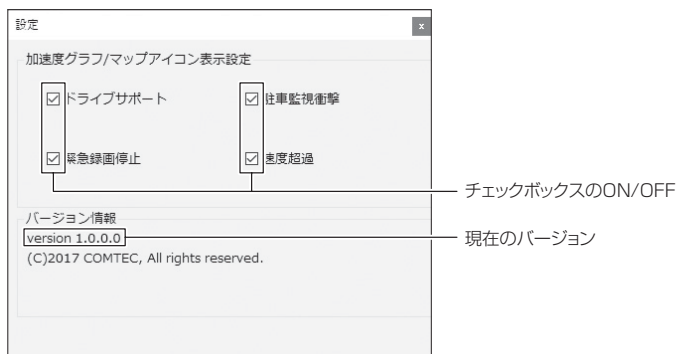 設定
x
加速度グラフ/マップアイコン表示設定
ドライブサポート
駐車監視衝撃
緊急録画停止
速度超過
チェックボックスのON/OFF
バージョン情報
version 1.0.0.0
現在のバージョン
(C)2017 COMTEC, All rights reserved.